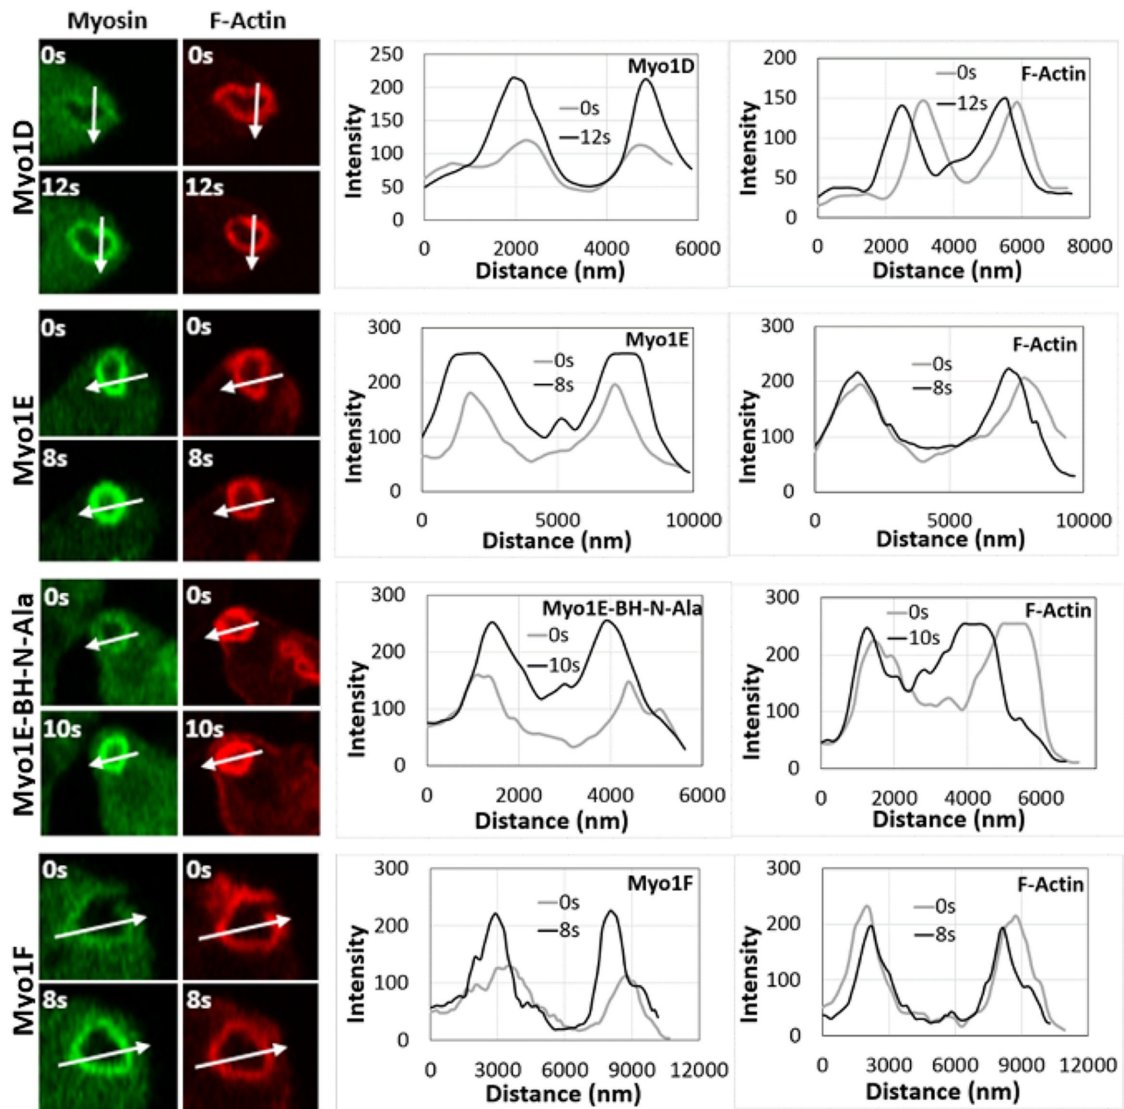 Myosin F-Actin
Myo1D
0s 0s
12s 12s
Myo1D
0s
12s
Intensity
250
200
150
100
50
0
0 2000 4000 6000
Distance (nm)
F-Actin
0s
12s
Intensity
200
150
100
50
0
0 2000 4000 6000 8000
Distance (nm)
Myo1E
0s 0s
8s 8s
Myo1E
0s
8s
Intensity
300
200
100
0
0 5000 10000
Distance (nm)
F-Actin
0s
8s
Intensity
300
200
100
0
0 5000 10000
Distance (nm)
Myo1E-BH-N-Ala
0s 0s
10s 10s
Myo1E-BH-N-Ala
0s
10s
Intensity
300
200
100
0
0 2000 4000 6000
Distance (nm)
F-Actin
0s
10s
Intensity
300
200
100
0
0 2000 4000 6000
Distance (nm)
Myo1F
0s 0s
8s 8s
Myo1F
0s
8s
Intensity
300
200
100
0
0 3000 6000 9000 12000
Distance (nm)
F-Actin
0s
8s
Intensity
300
200
100
0
0 3000 6000 9000 12000
Distance (nm)